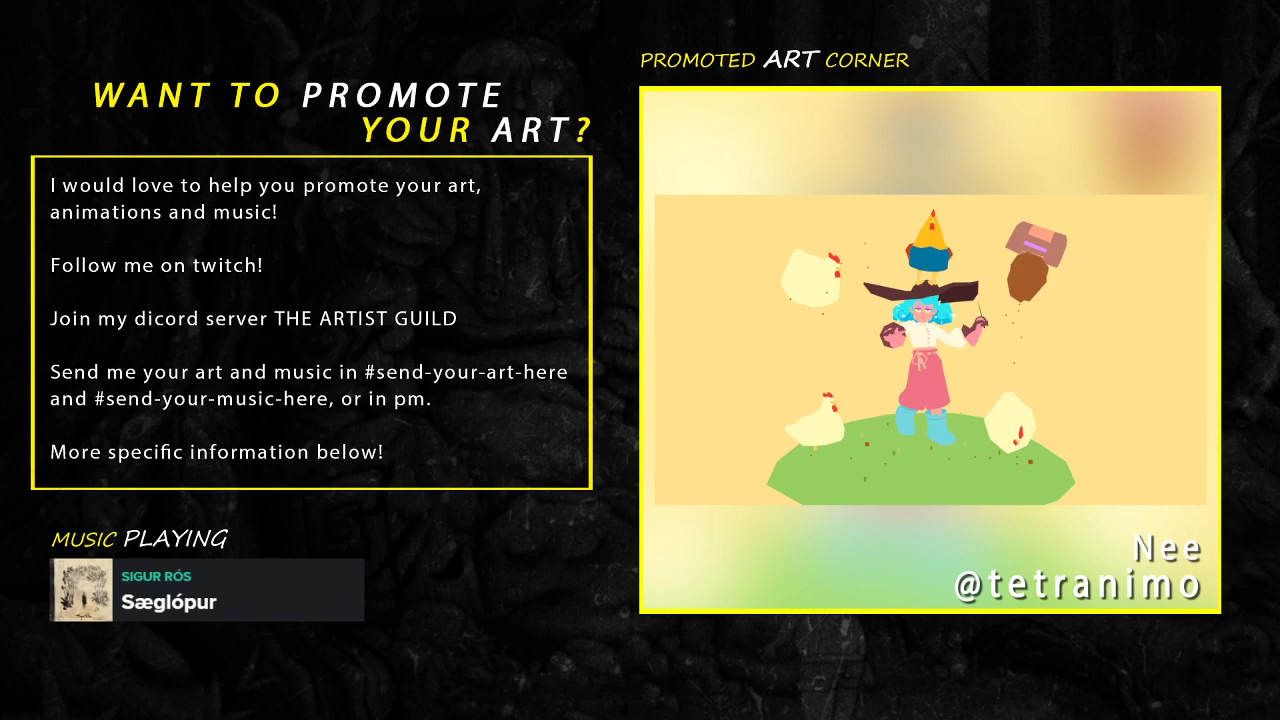 WANT TO PROMOTE
YOUR ART?
I would love to help you promote your art,
animations and music!
Follow me on twitch!
Join my dicord server THE ARTIST GUILD
Send me your art and music in #send-your-art-here
and #send-your-music-here, or in pm.
More specific information below!
MUSIC PLAYING
SIGUR RÓS
Sæglópur
PROMOTED ART CORNER
Nee
@tetranimo